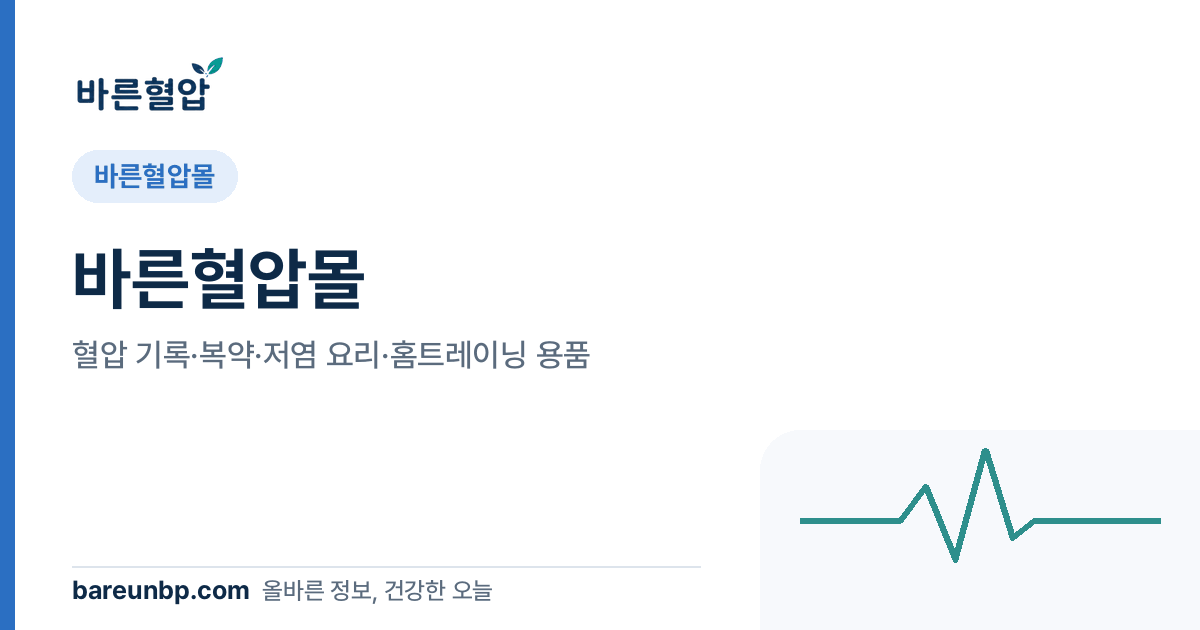 바른혈압
바른혈압몰
바른혈압몰
혈압 기록·복약·저염 요리·홈트레이닝 용품
bareunbp.com 올바른 정보, 건강한 오늘